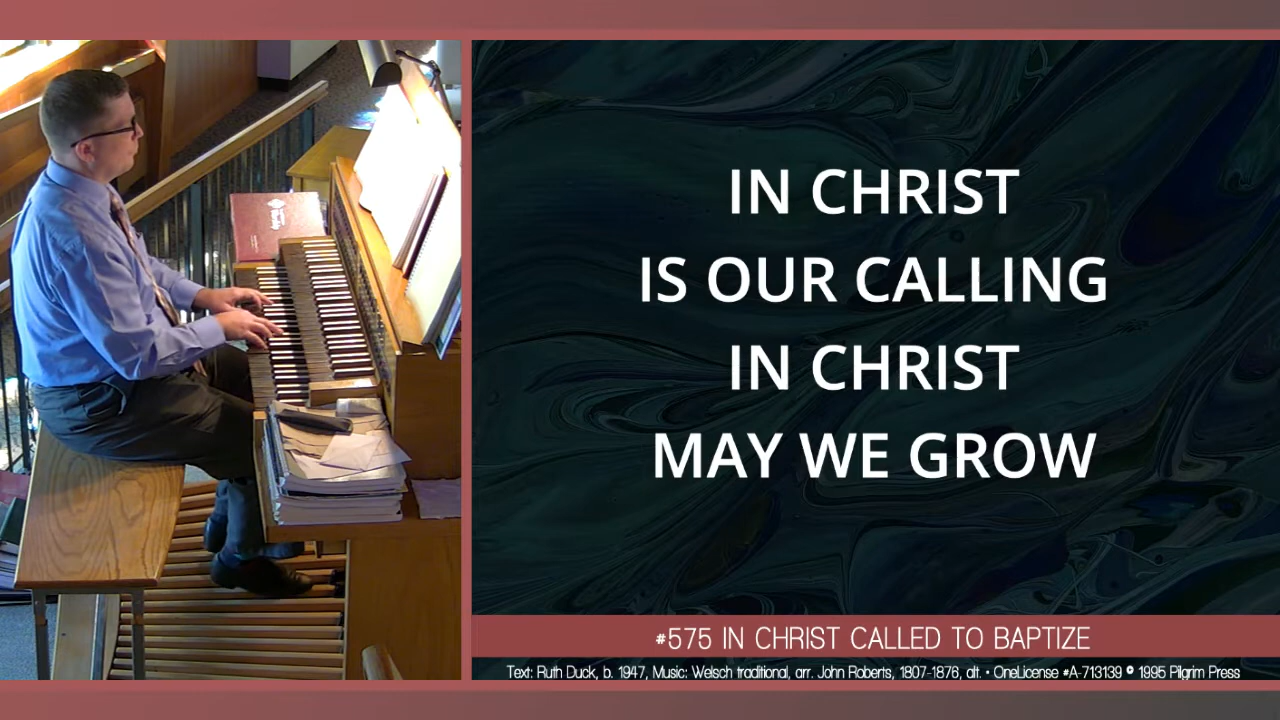 IN CHRIST
IS OUR CALLING
IN CHRIST
MAY WE GROW
#575 IN CHRIST CALLED TO BAPTIZE
Text: Ruth Duck, b. 1947, Music: Welsch traditional, arr. John Roberts, 1807-1876, alt. • OneLicense #A-713139 © 1995 Pilgrim Press